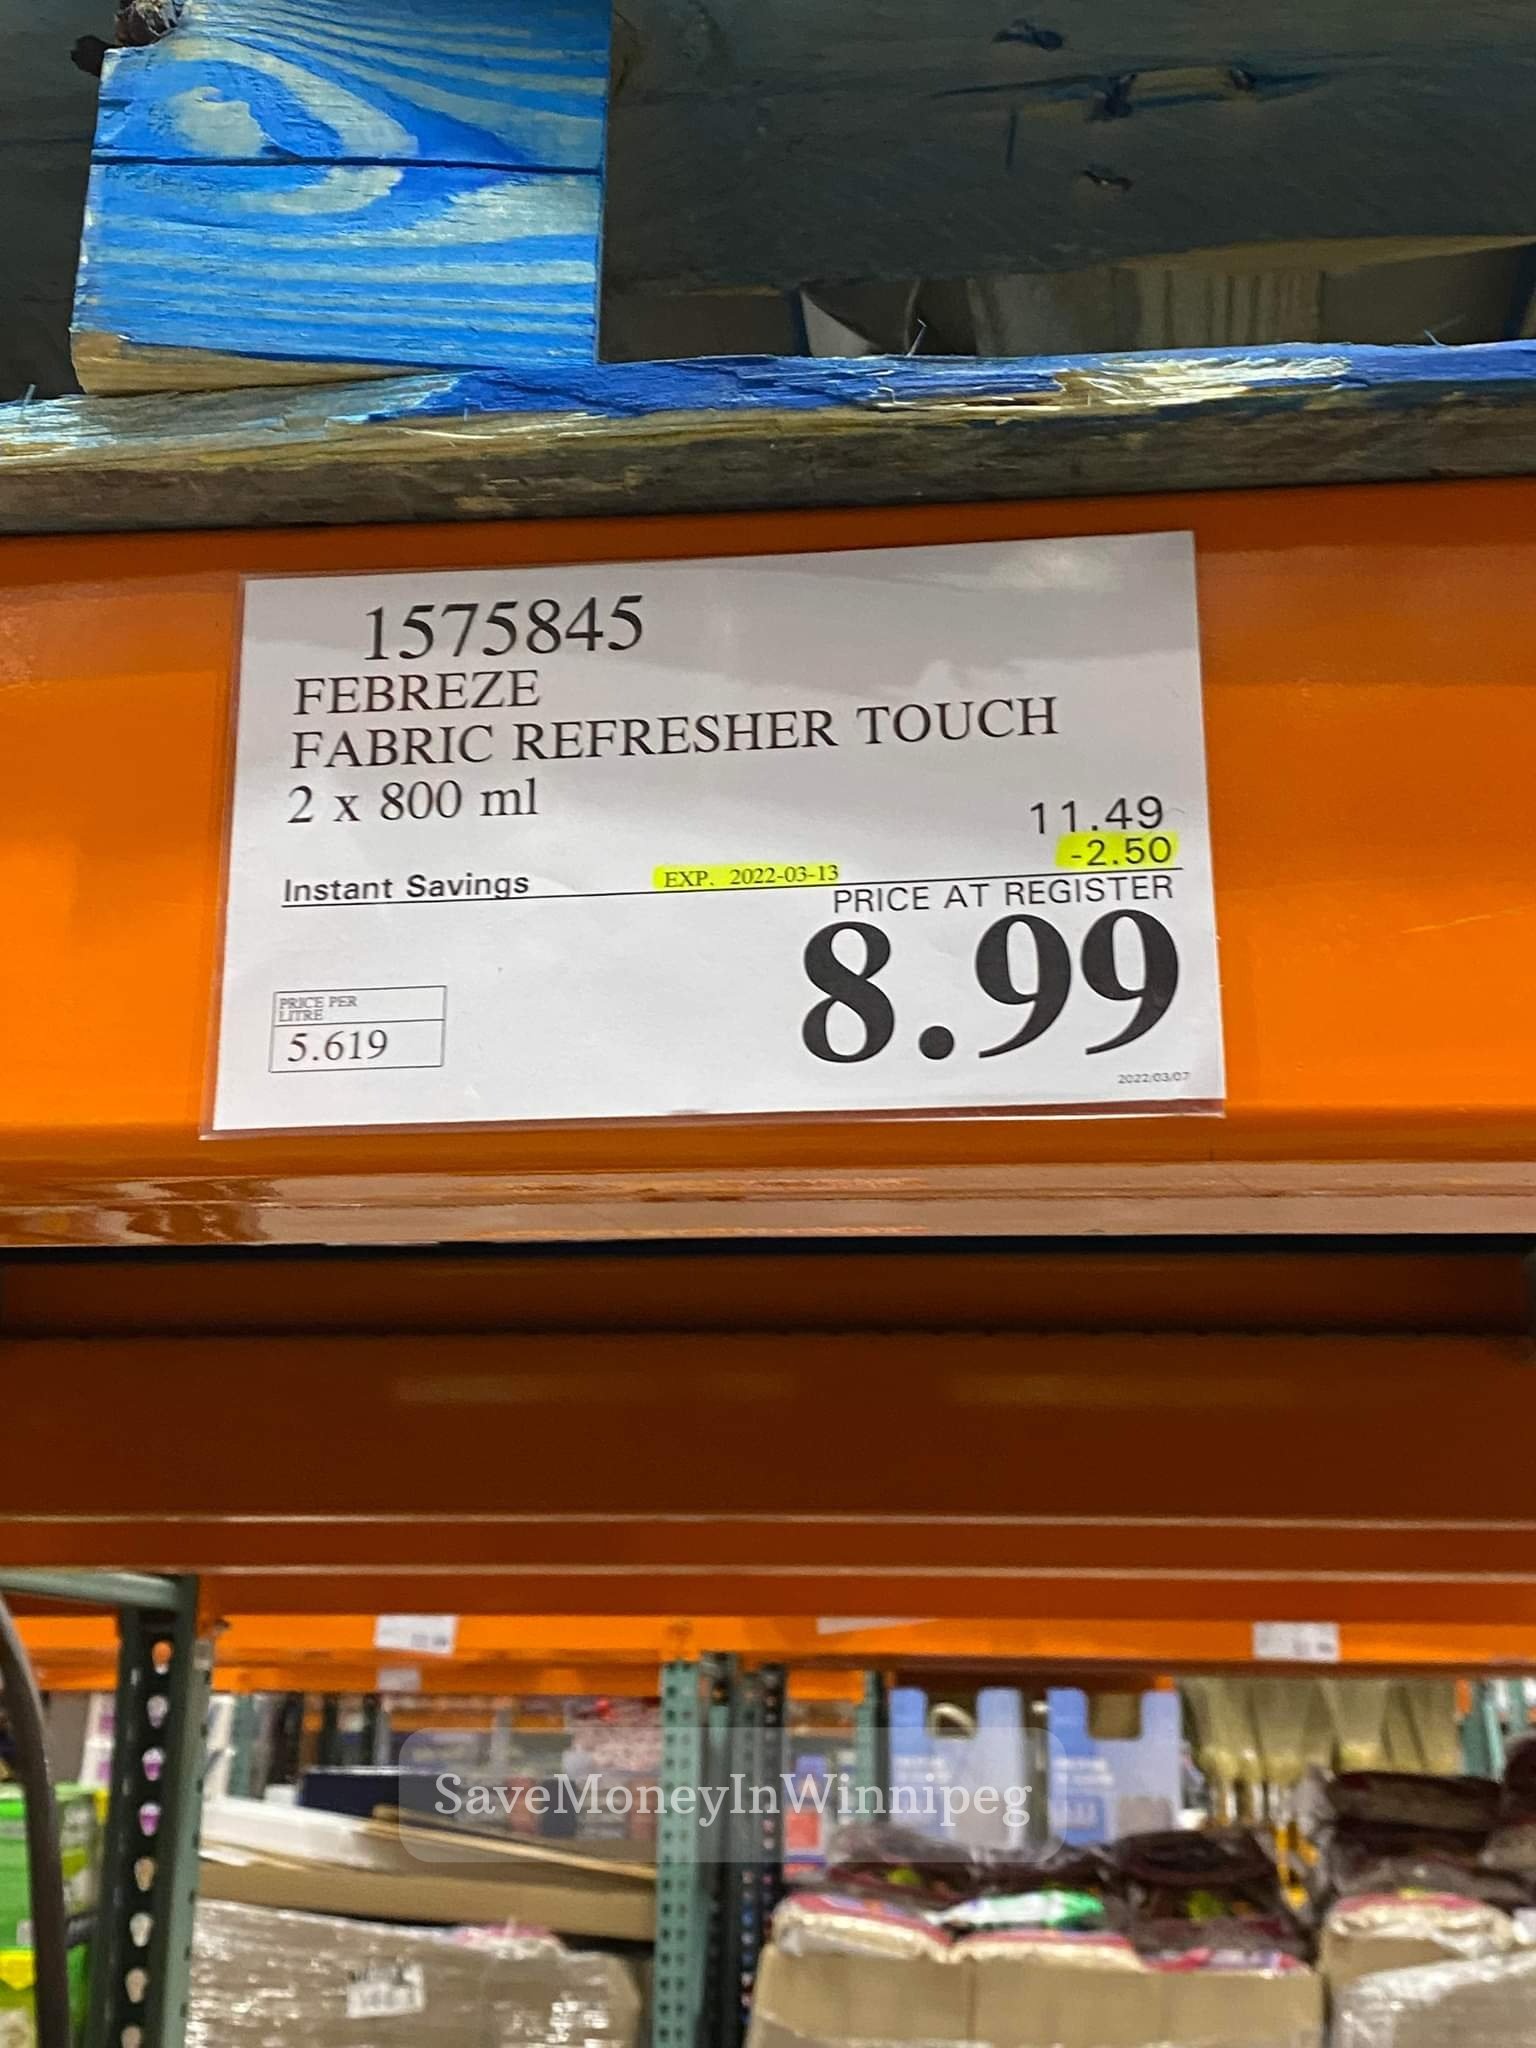 1575845
FEBREZE
FABRIC REFRESHER TOUCH
2 x 800 ml
11.49
-2.50
Instant Savings EXP. 2022-03-13
PRICE AT REGISTER
8.99
PRICE PER
LITRE
5.619
2022/03/07
SaveMoneyInWinnipeg